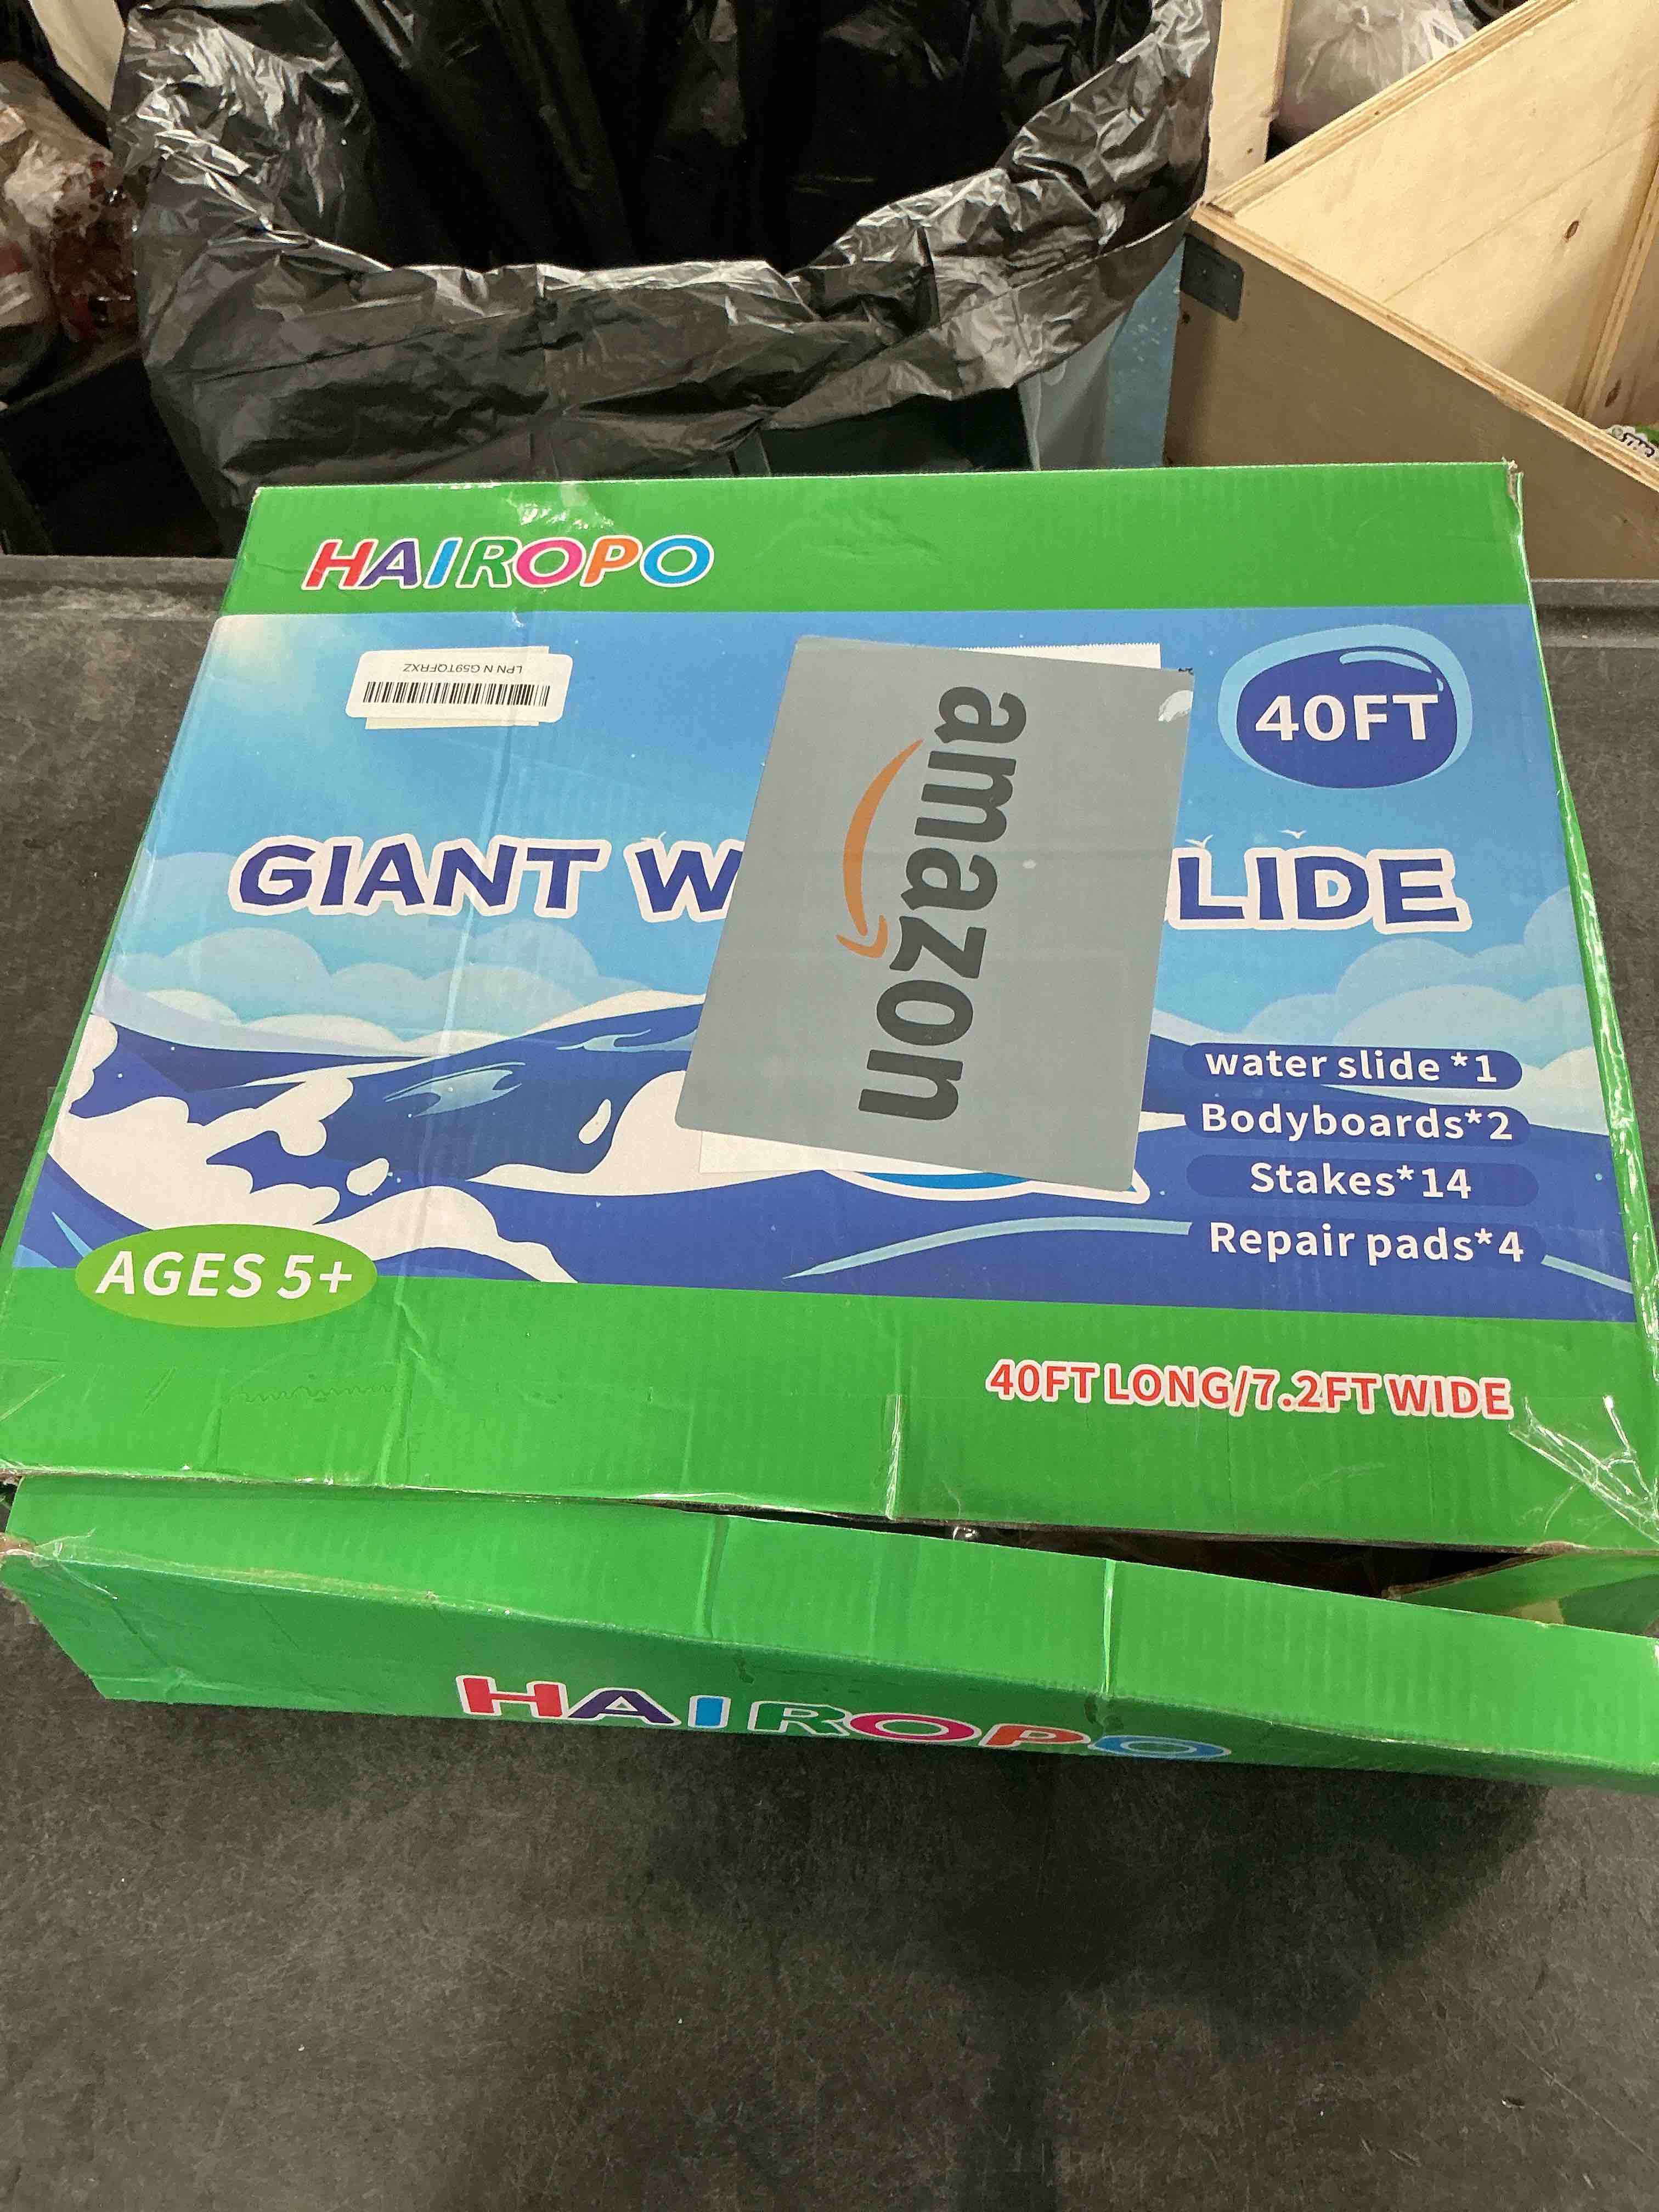 HAIROPO
LPN N G59TQFRXZ
amazon
40FT
GIANT W LIDE
water slide *1
Bodyboards*2
Stakes*14
Repair pads*4
AGES 5+
40FT LONG/7.2FT WIDE
HAIROPO